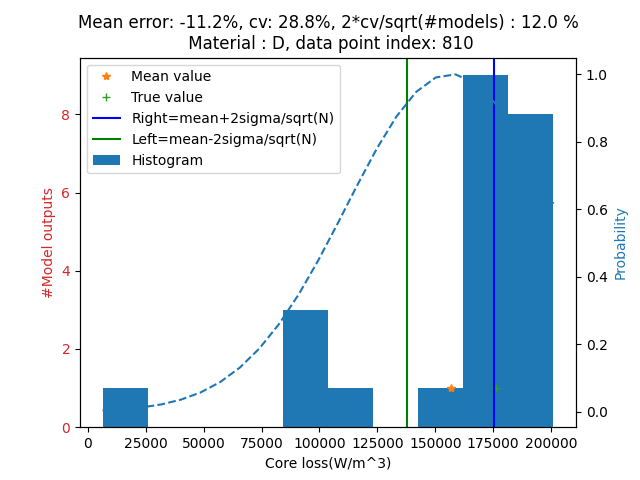 Mean error: -11.2%, cv: 28.8%, 2*cv/sqrt(#models) : 12.0 %
Material : D, data point index: 810
Mean value
True value
Right=mean+2sigma/sqrt(N)
Left=mean-2sigma/sqrt(N)
Histogram
#Model outputs
8
6
4
2
0
1.0
0.8
0.6
0.4
0.2
0.0
Probability
0 25000 50000 75000 100000 125000 150000 175000 200000
Core loss(W/m^3)